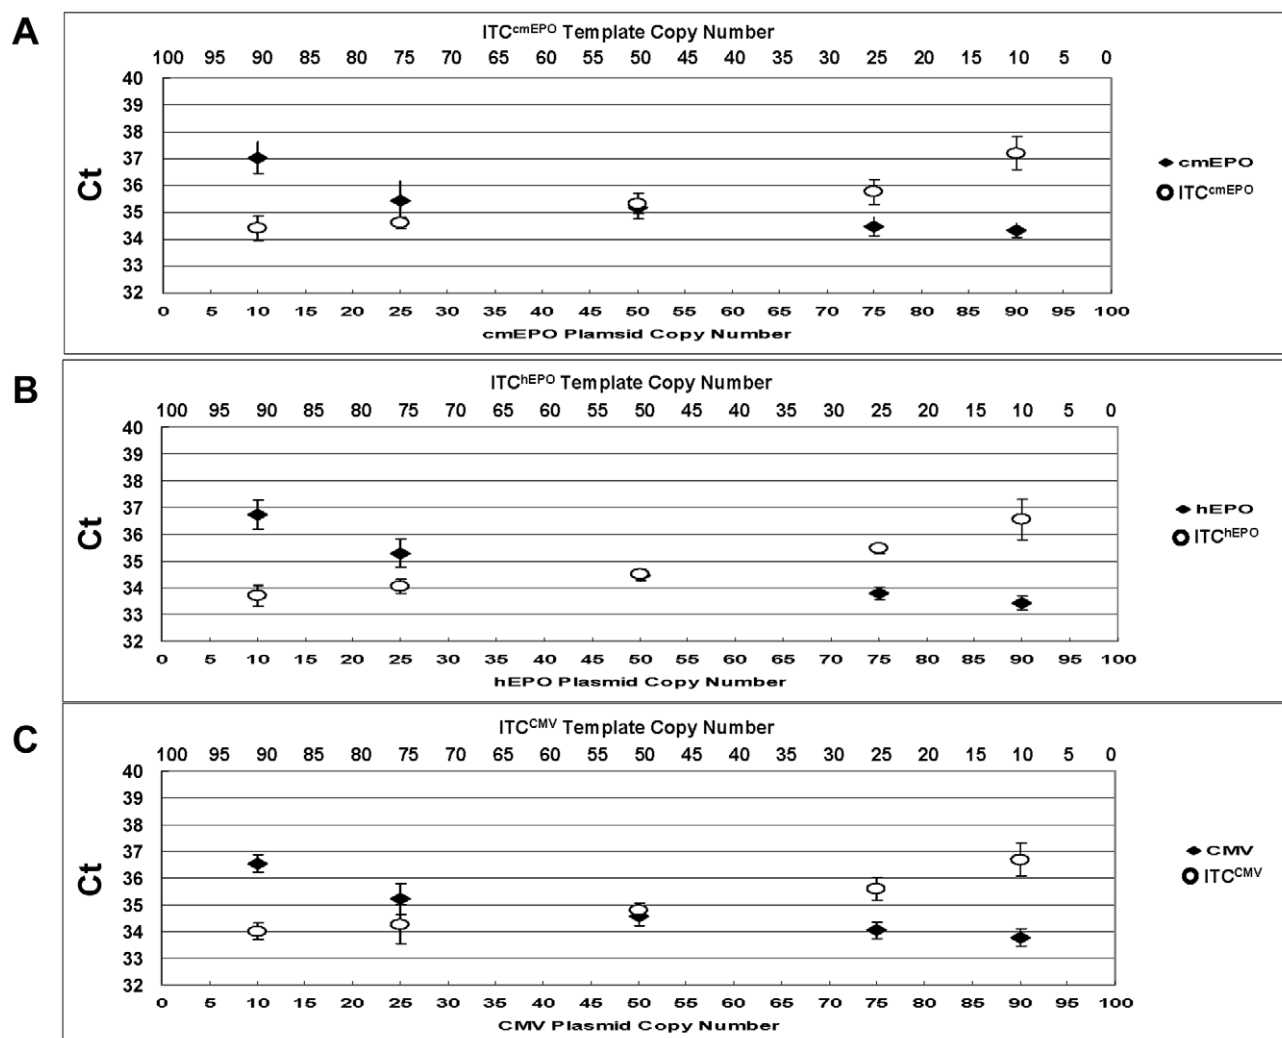 A
ITCcmEPO Template Copy Number
100 95 90 85 80 75 70 65 60 55 50 45 40 35 30 25 20 15 10 5 0
40
39
38
37
36
35
34
33
32
Ct
0 5 10 15 20 25 30 35 40 45 50 55 60 65 70 75 80 85 90 95 100
cmEPO Plamsid Copy Number
cmEPO
ITCcmEPO
B
ITChEPO Template Copy Number
100 95 90 85 80 75 70 65 60 55 50 45 40 35 30 25 20 15 10 5 0
40
39
38
37
36
35
34
33
32
Ct
0 5 10 15 20 25 30 35 40 45 50 55 60 65 70 75 80 85 90 95 100
hEPO Plasmid Copy Number
hEPO
ITChEPO
C
ITCCMV Template Copy Number
100 95 90 85 80 75 70 65 60 55 50 45 40 35 30 25 20 15 10 5 0
40
39
38
37
36
35
34
33
32
Ct
0 5 10 15 20 25 30 35 40 45 50 55 60 65 70 75 80 85 90 95 100
CMV Plasmid Copy Number
CMV
ITCCMV